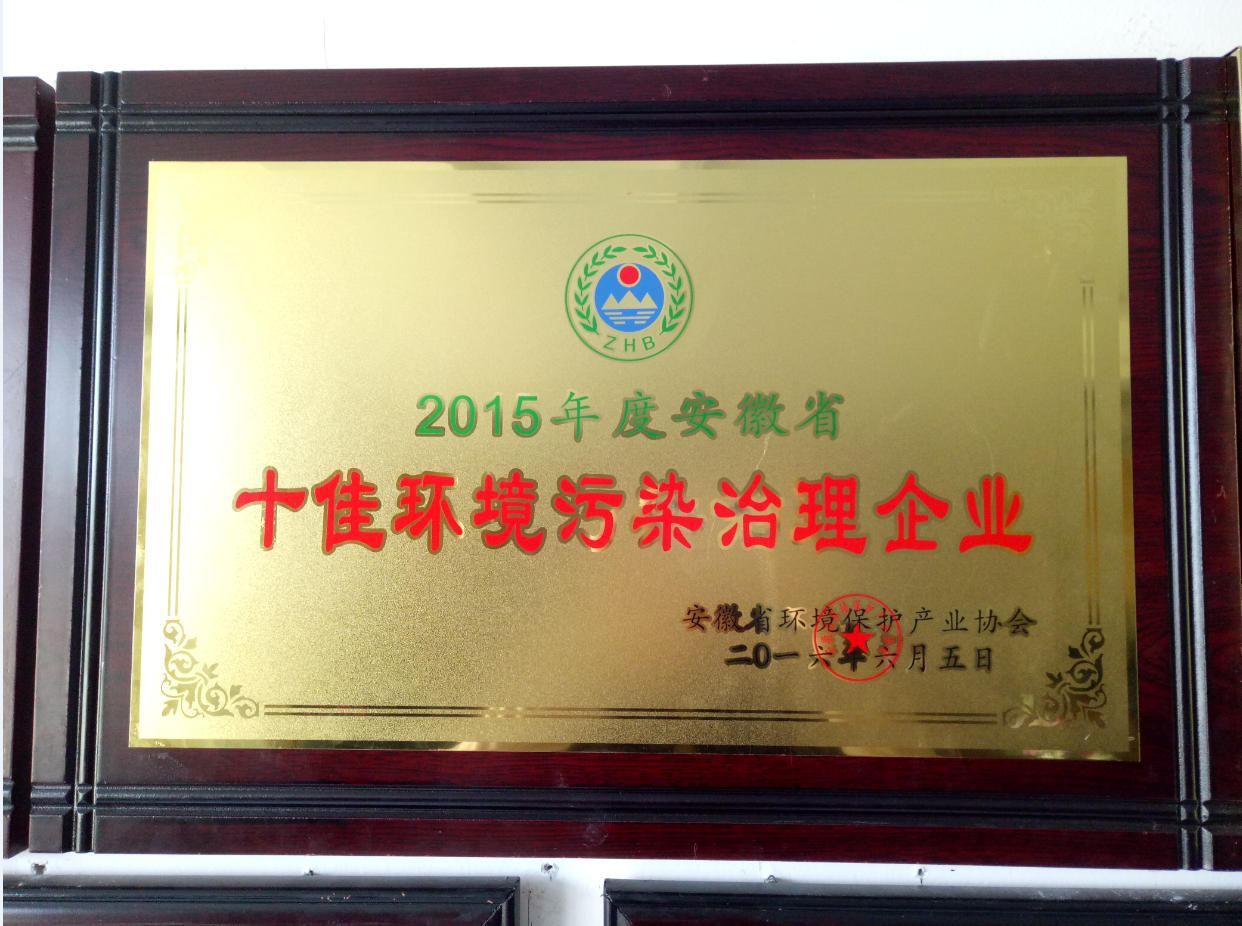 ZHB
2015年度安徽省
十佳环境污染治理企业
安徽省环境保护产业协会
二0一六年六月五日